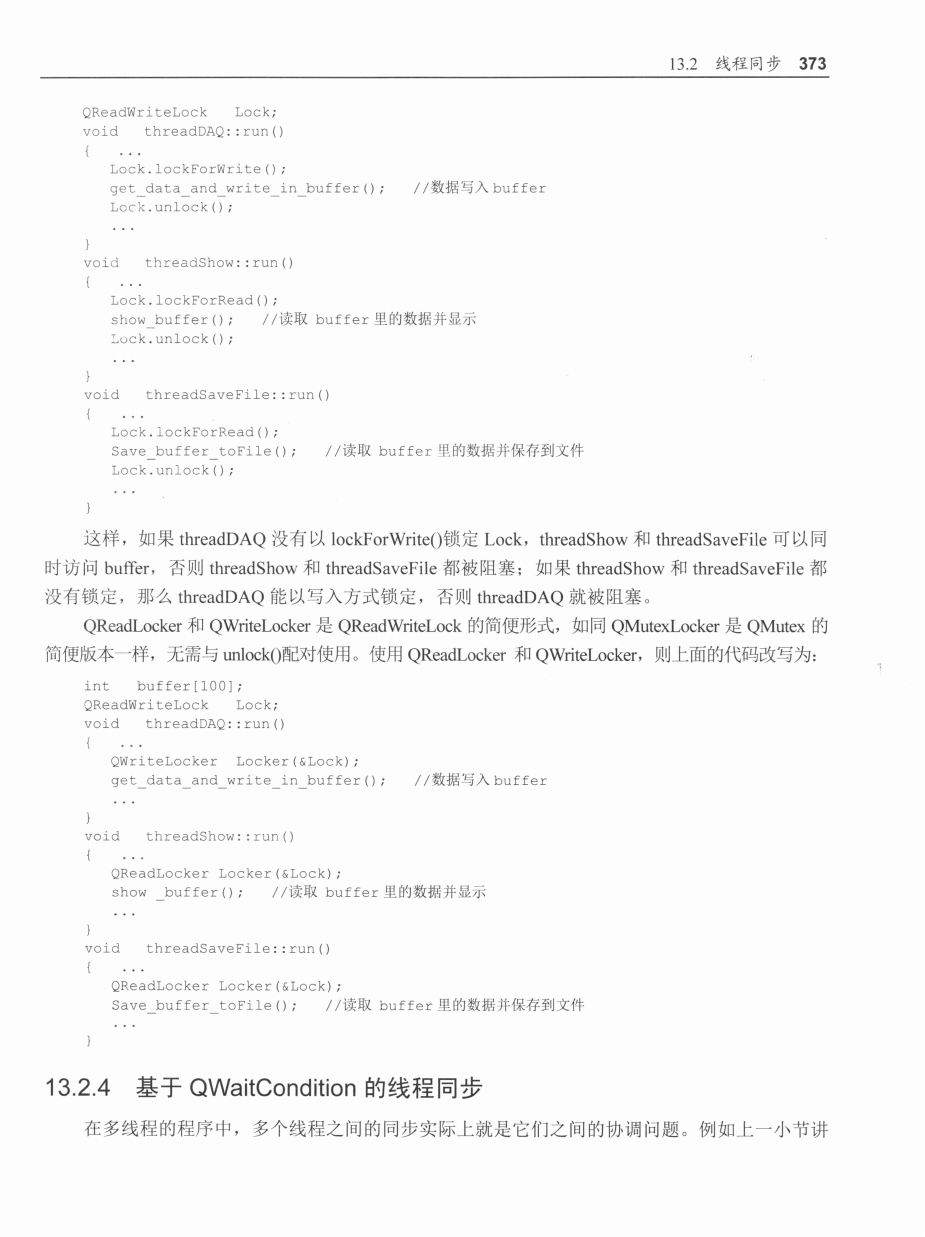 13.2 线程同步 373
QReadWriteLock Lock;
void threadDAQ::run()
{ ...
Lock.lockForWrite();
get_data_and_write_in_buffer(); //数据写入 buffer
Lock.unlock();
...
}
void threadShow::run()
{ ...
Lock.lockForRead();
show_buffer(); //读取 buffer 里的数据并显示
Lock.unlock();
...
}
void threadSaveFile::run()
{ ...
Lock.lockForRead();
Save_buffer_toFile(); //读取 buffer 里的数据并保存到文件
Lock.unlock();
...
}
这样，如果 threadDAQ 没有以 lockForWrite()锁定 Lock，threadShow 和 threadSaveFile 可以同
时访问 buffer，否则 threadShow 和 threadSaveFile 都被阻塞；如果 threadShow 和 threadSaveFile 都
没有锁定，那么 threadDAQ 能以写入方式锁定，否则 threadDAQ 就被阻塞。
QReadLocker 和 QWriteLocker 是 QReadWriteLock 的简便形式，如同 QMutexLocker 是 QMutex 的
简便版本一样，无需与 unlock()配对使用。使用 QReadLocker 和 QWriteLocker，则上面的代码改写为：
int buffer[100];
QReadWriteLock Lock;
void threadDAQ::run()
{ ...
QWriteLocker Locker(&Lock);
get_data_and_write_in_buffer(); //数据写入 buffer
...
}
void threadShow::run()
{ ...
QReadLocker Locker(&Lock);
show _buffer(); //读取 buffer 里的数据并显示
...
}
void threadSaveFile::run()
{ ...
QReadLocker Locker(&Lock);
Save_buffer_toFile(); //读取 buffer 里的数据并保存到文件
...
}
13.2.4 基于 QWaitCondition 的线程同步
在多线程的程序中，多个线程之间的同步实际上就是它们之间的协调问题。例如上一小节讲